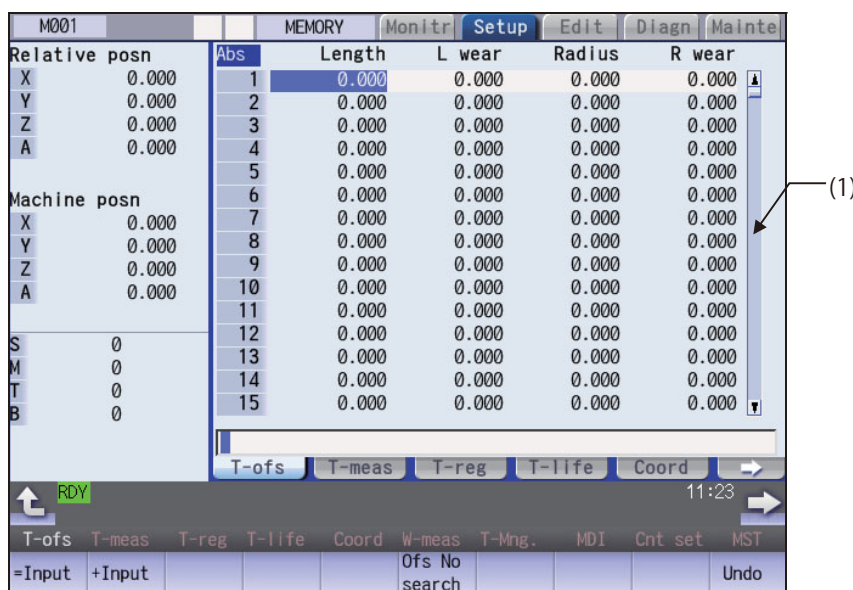 M001 MEMORY Monitr Setup Edit Diagn Mainte
Relative posn
X 0.000
Y 0.000
Z 0.000
A 0.000
Machine posn
X 0.000
Y 0.000
Z 0.000
A 0.000
S 0
M 0
T 0
B 0
Abs Length L wear Radius R wear
1 0.000 0.000 0.000 0.000
2 0.000 0.000 0.000 0.000
3 0.000 0.000 0.000 0.000
4 0.000 0.000 0.000 0.000
5 0.000 0.000 0.000 0.000
6 0.000 0.000 0.000 0.000
7 0.000 0.000 0.000 0.000
8 0.000 0.000 0.000 0.000
9 0.000 0.000 0.000 0.000
10 0.000 0.000 0.000 0.000
11 0.000 0.000 0.000 0.000
12 0.000 0.000 0.000 0.000
13 0.000 0.000 0.000 0.000
14 0.000 0.000 0.000 0.000
15 0.000 0.000 0.000 0.000
(1)
T-ofs T-meas T-reg T-life Coord
RDY 11:23
T-ofs T-meas T-reg T-life Coord W-meas T-Mng. MDI Cnt set MST
=Input +Input Ofs No search Undo